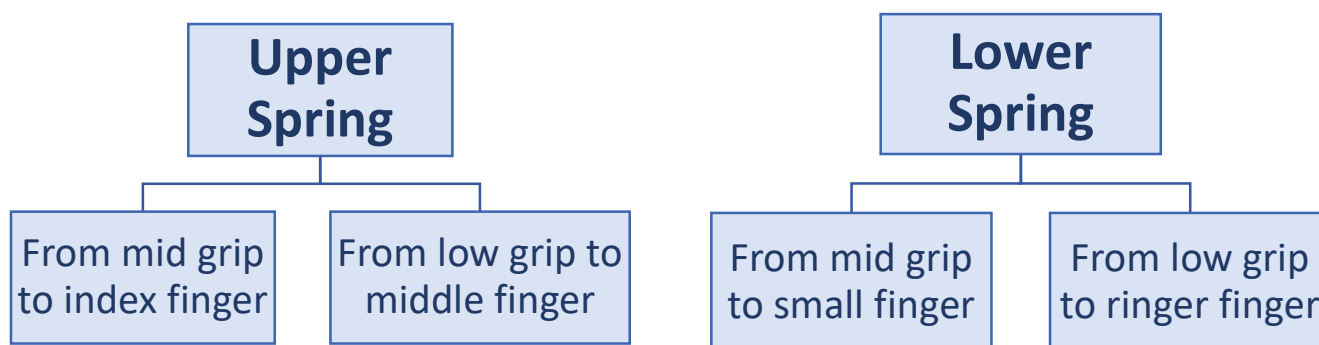 Upper
Spring
From mid grip
to index finger
From low grip to
middle finger
Lower
Spring
From mid grip
to small finger
From low grip
to ringer finger